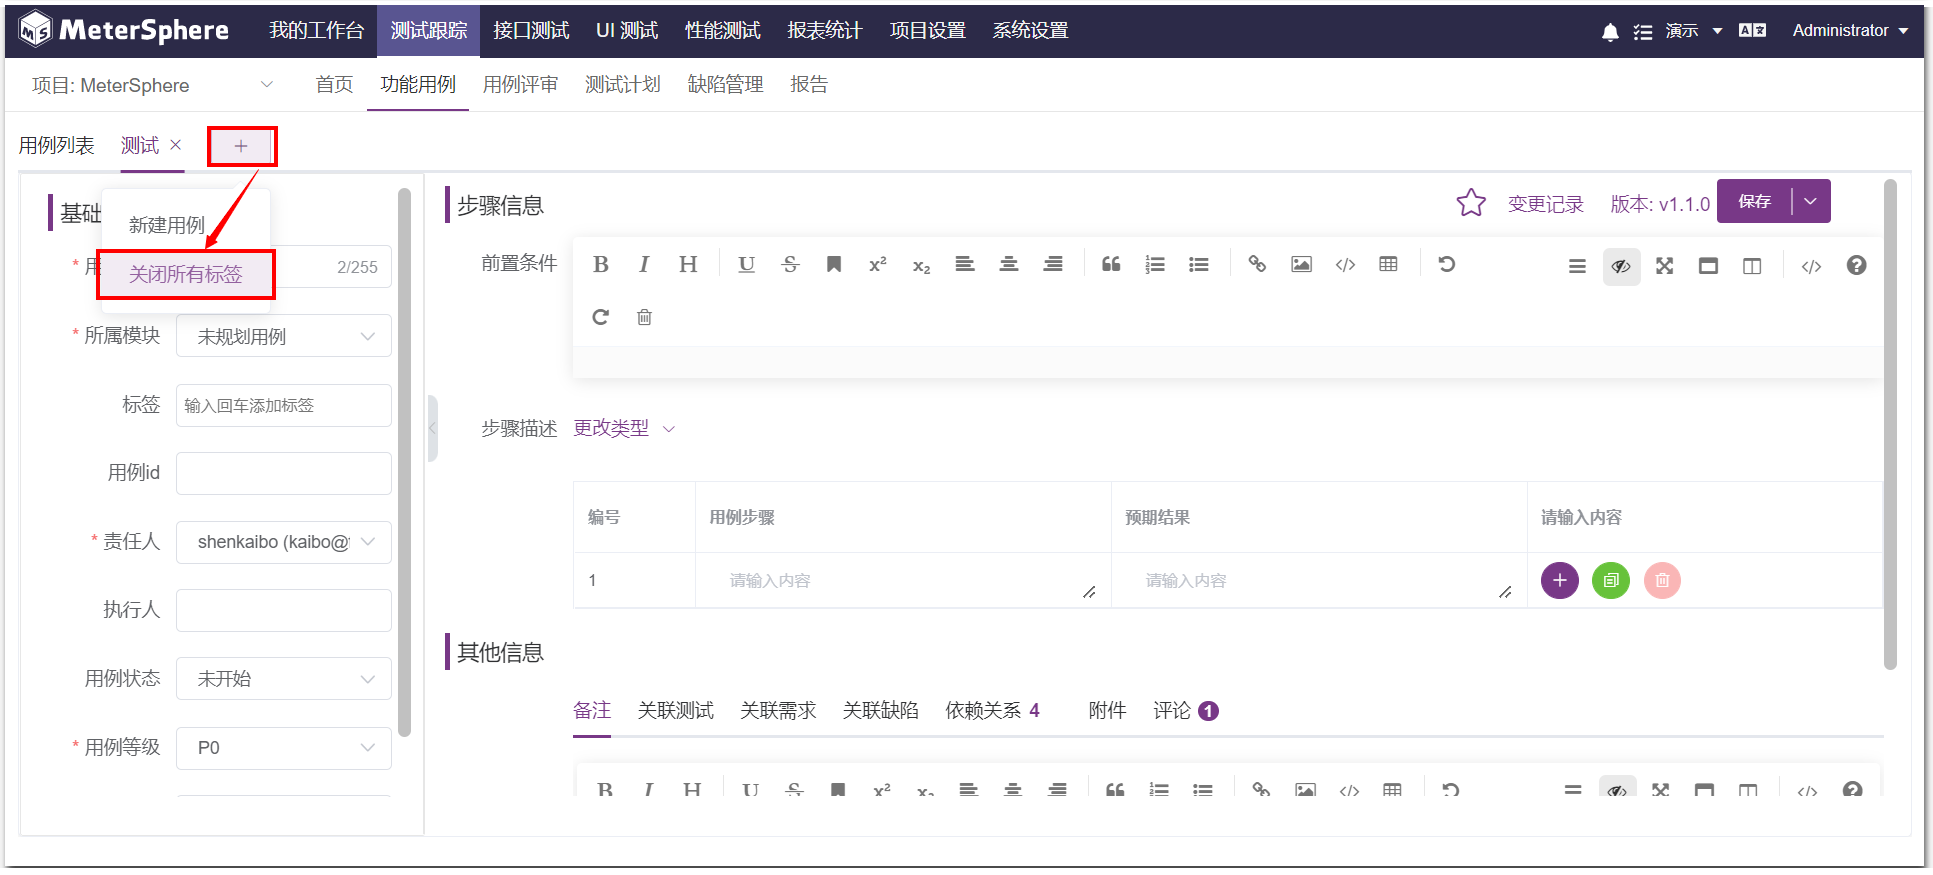 MeterSphere 我的工作台 测试跟踪 接口测试 UI 测试 性能测试 报表统计 项目设置 系统设置 演示 Administrator
项目: MeterSphere 首页 功能用例 用例评审 测试计划 缺陷管理 报告
用例列表 测试 × +
新建用例
关闭所有标签
基础
* 用 2/255
* 所属模块 未规划用例
标签 输入回车添加标签
用例id
* 责任人 shenkaibo (kaibo@
执行人
用例状态 未开始
* 用例等级 P0
步骤信息 变更记录 版本: v1.1.0 保存
前置条件
步骤描述 更改类型
编号 用例步骤 预期结果 请输入内容
1 请输入内容 请输入内容
其他信息
备注 关联测试 关联需求 关联缺陷 依赖关系 4 附件 评论 1